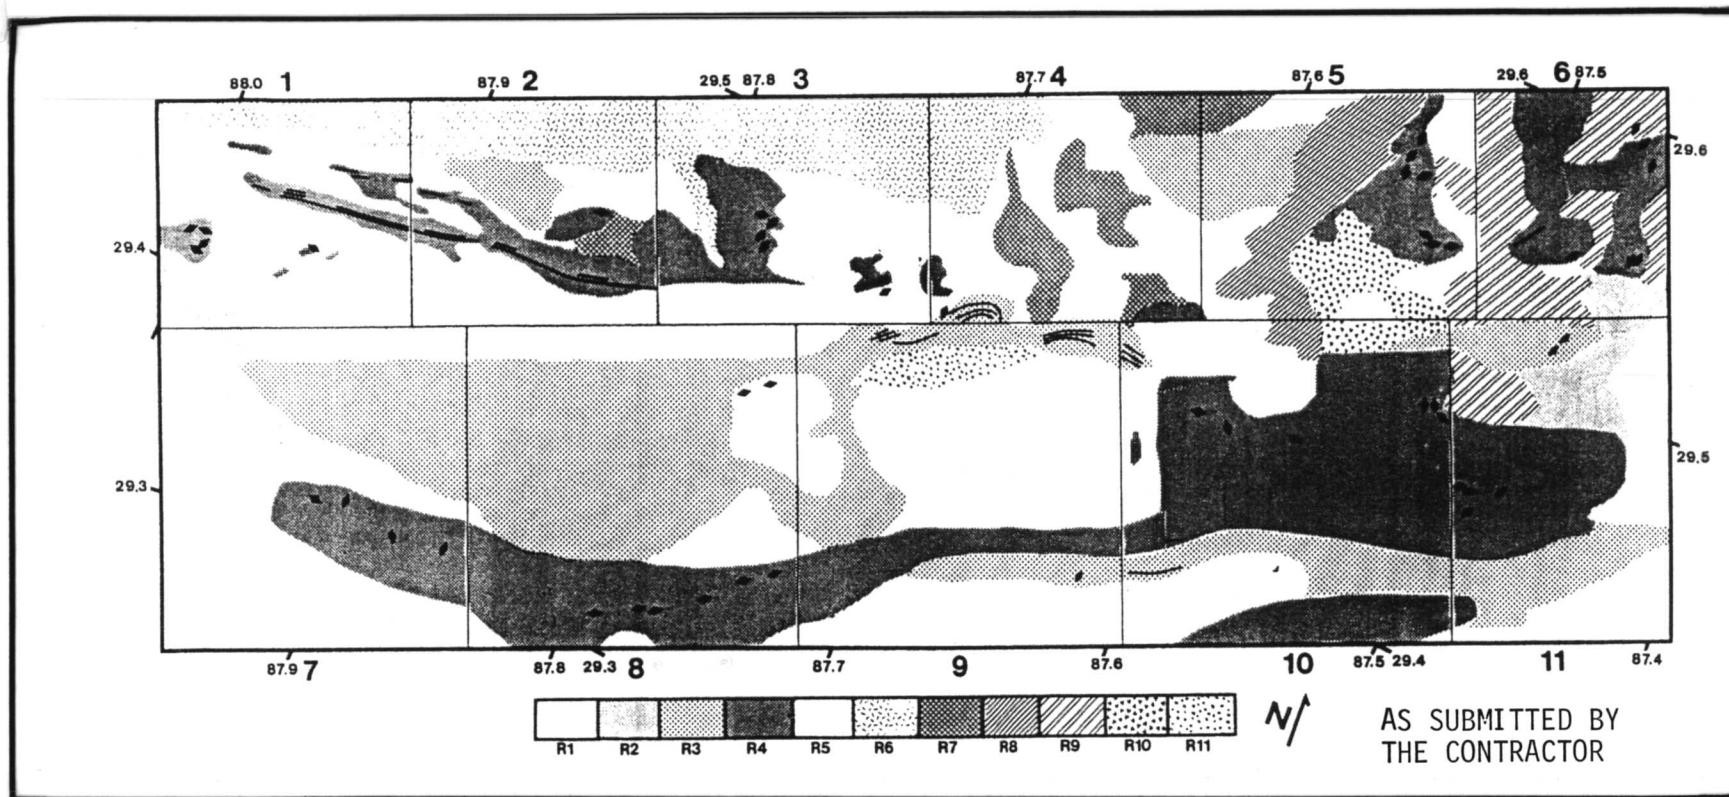 88.0 1 87.9 2 29.5 87.8 3 87.7 4 87.6 5 29.6 6 87.5
29.6
29.4
29.3
29.5
87.9 7 87.8 29.3 8 87.7 9 87.6 10 87.5 29.4 11 87.4
R1 R2 R3 R4 R5 R6 R7 R8 R9 R10 R11
N
AS SUBMITTED BY
THE CONTRACTOR